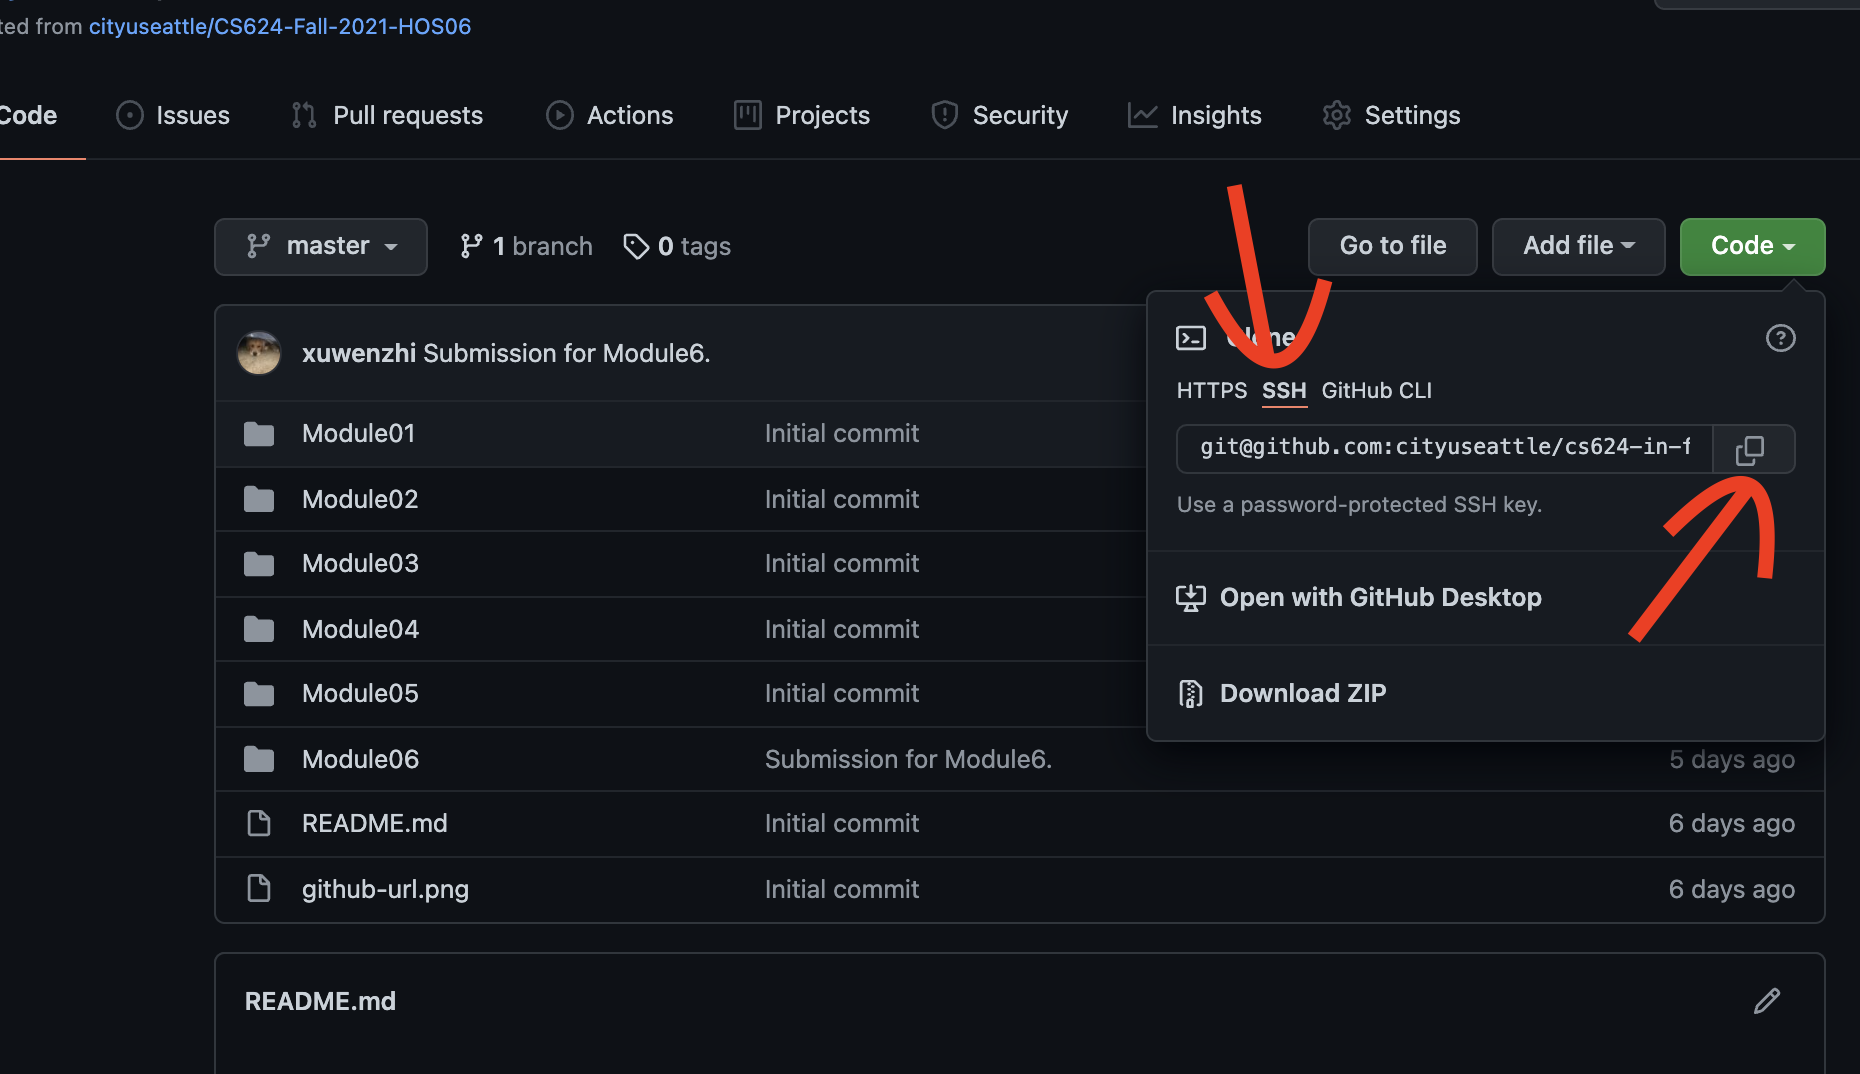 ted from cityuseattle/CS624-Fall-2021-HOS06
Code Issues Pull requests Actions Projects Security Insights Settings
master 1 branch 0 tags Go to file Add file Code
xuwenzhi Submission for Module6.
Clone
HTTPS SSH GitHub CLI
git@github.com:cityuseattle/cs624-in-f
Use a password-protected SSH key.
Open with GitHub Desktop
Download ZIP
Module01 Initial commit
Module02 Initial commit
Module03 Initial commit
Module04 Initial commit
Module05 Initial commit
Module06 Submission for Module6. 5 days ago
README.md Initial commit 6 days ago
github-url.png Initial commit 6 days ago
README.md